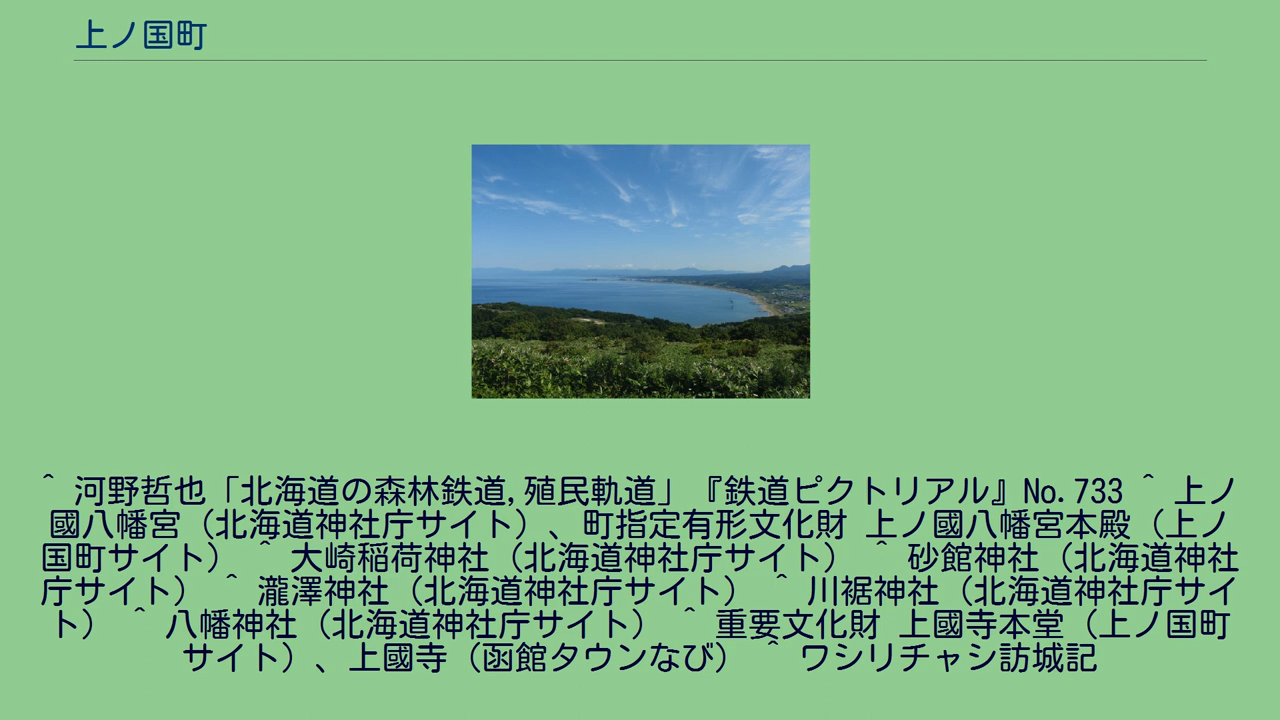 上ノ国町
^ 河野哲也「北海道の森林鉄道,殖民軌道」『鉄道ピクトリアル』No.733 ^ 上ノ
國八幡宮（北海道神社庁サイト）、町指定有形文化財 上ノ國八幡宮本殿（上ノ
国町サイト） ^ 大崎稲荷神社（北海道神社庁サイト） ^ 砂館神社（北海道神社
庁サイト） ^ 瀧澤神社（北海道神社庁サイト） ^ 川裾神社（北海道神社庁サイ
ト） ^ 八幡神社（北海道神社庁サイト） ^ 重要文化財 上國寺本堂（上ノ国町
サイト）、上國寺（函館タウンなび） ^ ワシリチャシ訪城記